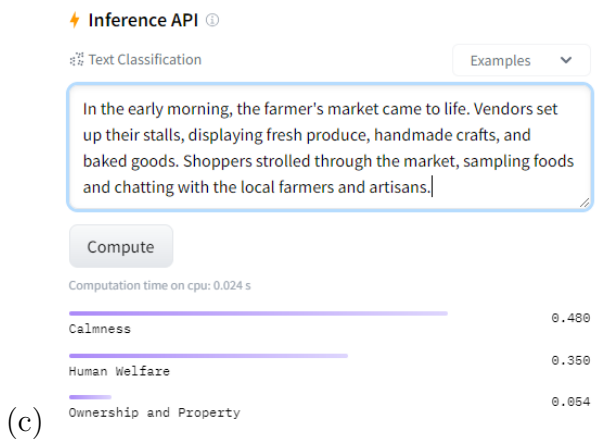 Inference API
Text Classification
Examples
In the early morning, the farmer's market came to life. Vendors set
up their stalls, displaying fresh produce, handmade crafts, and
baked goods. Shoppers strolled through the market, sampling foods
and chatting with the local farmers and artisans.
Compute
Computation time on cpu: 0.024 s
Calmness 0.480
Human Welfare 0.350
Ownership and Property 0.054
(c)